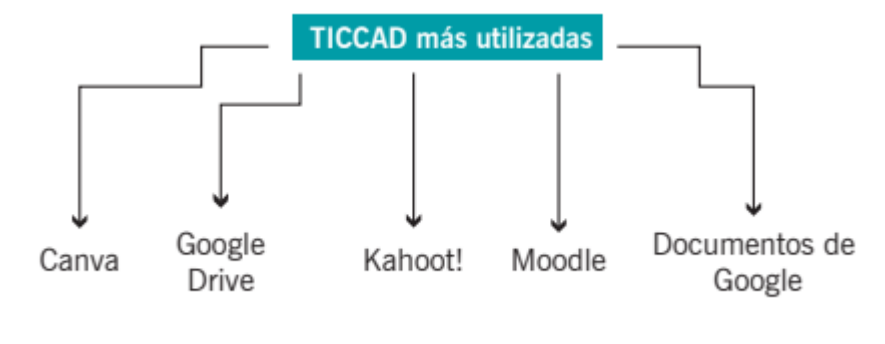 TICCAD más utilizadas
Canva
Google
Drive
Kahoot!
Moodle
Documentos de
Google